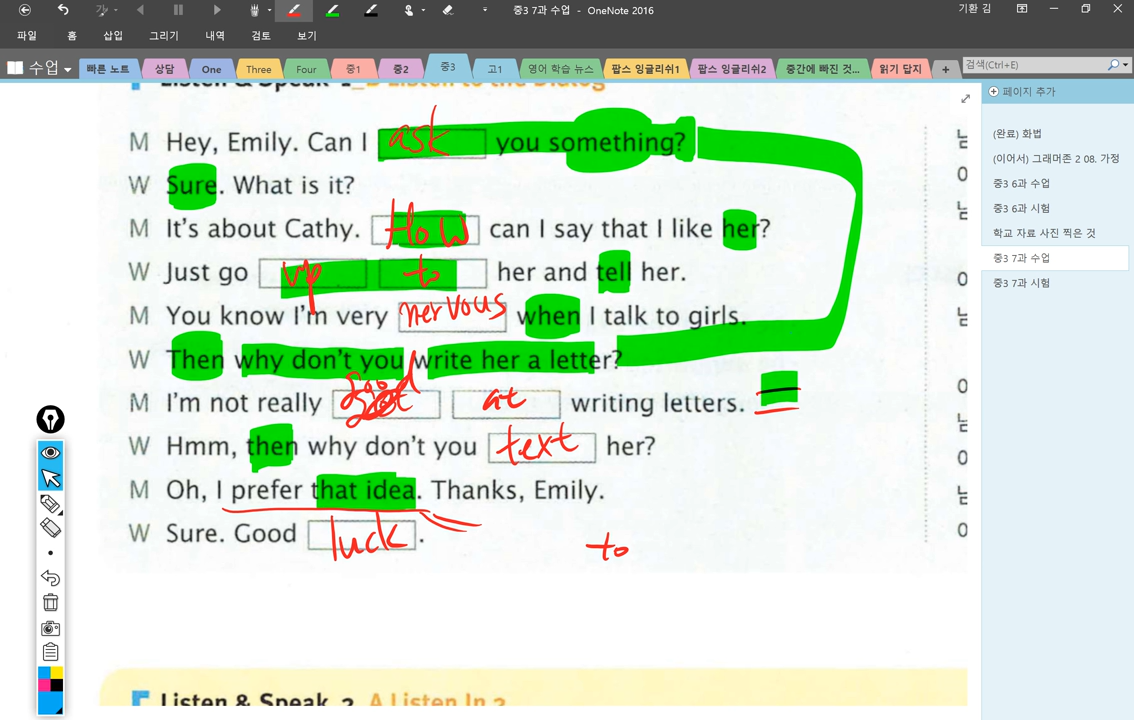 중3 7과 수업 - OneNote 2016
기환 김
파일 홈 삽입 그리기 내역 검토 보기
수업 빠른 노트 상담 One Three Four 중1 중2 중3 고1 영어 학습 뉴스 팝스 잉글리쉬1 팝스 잉글리쉬2 중간에 빠진 것... 읽기 답지 + 검색(Ctrl+E)
페이지 추가
(완료) 화법
(이어서) 그래머존 2 08. 가정
중3 6과 수업
중3 6과 시험
학교 자료 사진 찍은 것
중3 7과 수업
중3 7과 시험
Listen to the Dialog
M Hey, Emily. Can I ask you something?
W Sure. What is it?
M It's about Cathy. How can I say that I like her?
W Just go up to her and tell her.
M You know I'm very nervous when I talk to girls.
W Then why don't you write her a letter?
M I'm not really good at writing letters.
W Hmm, then why don't you text her?
M Oh, I prefer that idea. Thanks, Emily.
W Sure. Good luck.
to
Listen & Speak 2 A Listen In 2